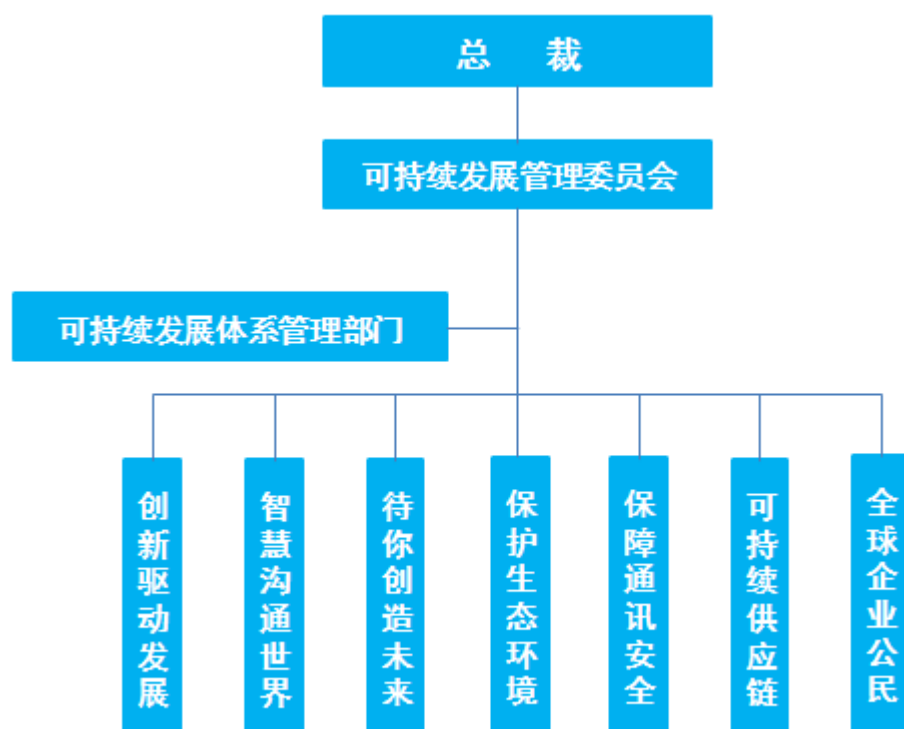 总 裁
可持续发展管理委员会
可持续发展体系管理部门
创新驱动发展
智慧沟通世界
待你创造未来
保护生态环境
保障通讯安全
可持续供应链
全球企业公民